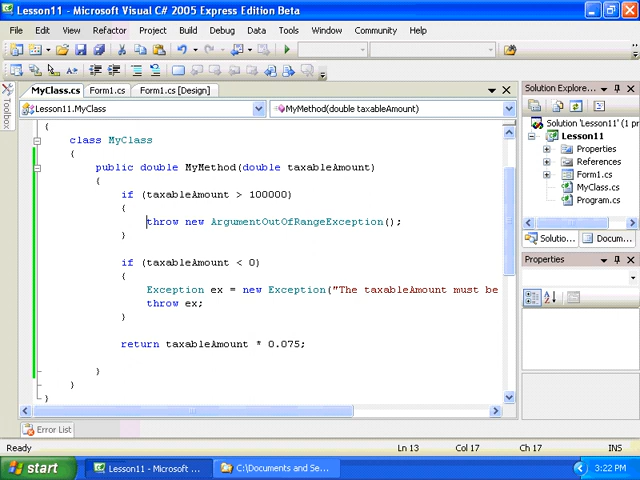 Lesson11 - Microsoft Visual C# 2005 Express Edition Beta
File Edit View Refactor Project Build Debug Data Tools Window Community Help
MyClass.cs Form1.cs Form1.cs [Design]
Solution Explore...
Toolbox
Lesson11.MyClass
MyMethod(double taxableAmount)
{
class MyClass
{
public double MyMethod(double taxableAmount)
{
if (taxableAmount > 100000)
{
throw new ArgumentOutOfRangeException();
}
if (taxableAmount < 0)
{
Exception ex = new Exception("The taxableAmount must be
throw ex;
}
return taxableAmount * 0.075;
}
}
}
Solution 'Lesson11' (1 pro
Lesson11
Properties
References
Form1.cs
MyClass.cs
Program.cs
Solutio...
Docum...
Properties
Error List
Ready
Ln 13
Col 17
Ch 17
INS
start
Lesson11 - Microsoft ...
C:\Documents and Se...
3:22 PM